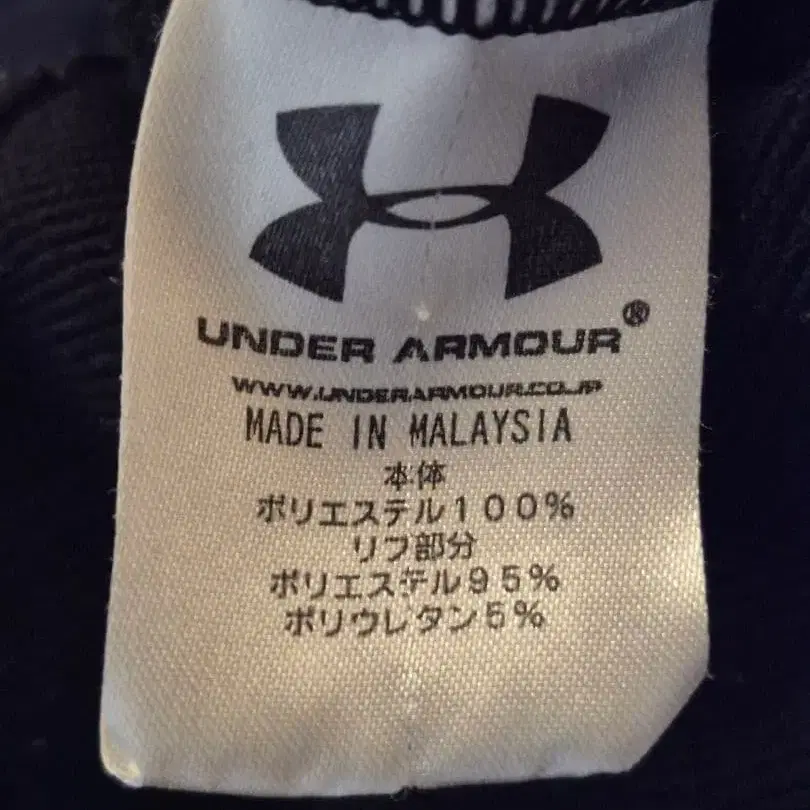 UNDER ARMOUR®
WWW.UNDERARMOUR.CO.JP
MADE IN MALAYSIA
本体
ポリエステル100%
リブ部分
ポリエステル95%
ポリウレタン5%